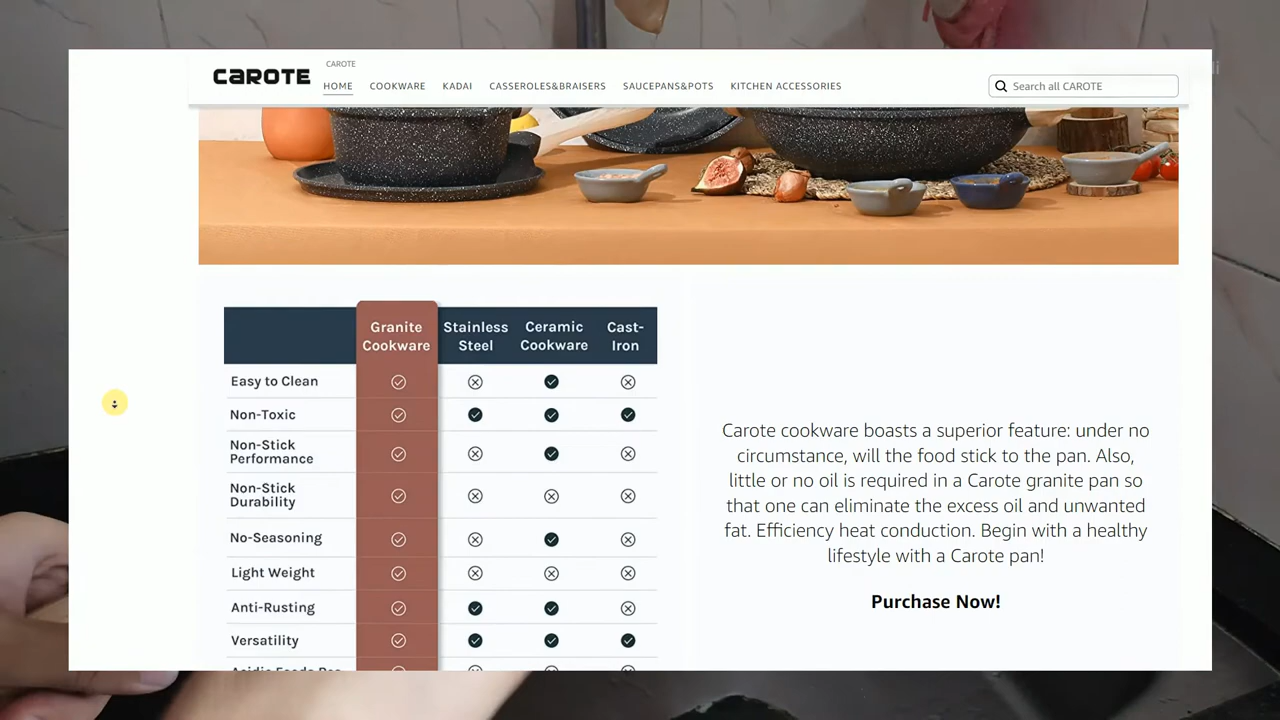 CAROTE
CAROTE
HOME COOKWARE KADAI CASSEROLES&BRAISERS SAUCEPANS&POTS KITCHEN ACCESSORIES
Search all CAROTE
Granite Cookware
Stainless Steel
Ceramic Cookware
Cast-Iron
Easy to Clean
Non-Toxic
Non-Stick
Performance
Non-Stick
Durability
No-Seasoning
Light Weight
Anti-Rusting
Versatility
Carote cookware boasts a superior feature: under no
circumstance, will the food stick to the pan. Also,
little or no oil is required in a Carote granite pan so
that one can eliminate the excess oil and unwanted
fat. Efficiency heat conduction. Begin with a healthy
lifestyle with a Carote pan!
Purchase Now!